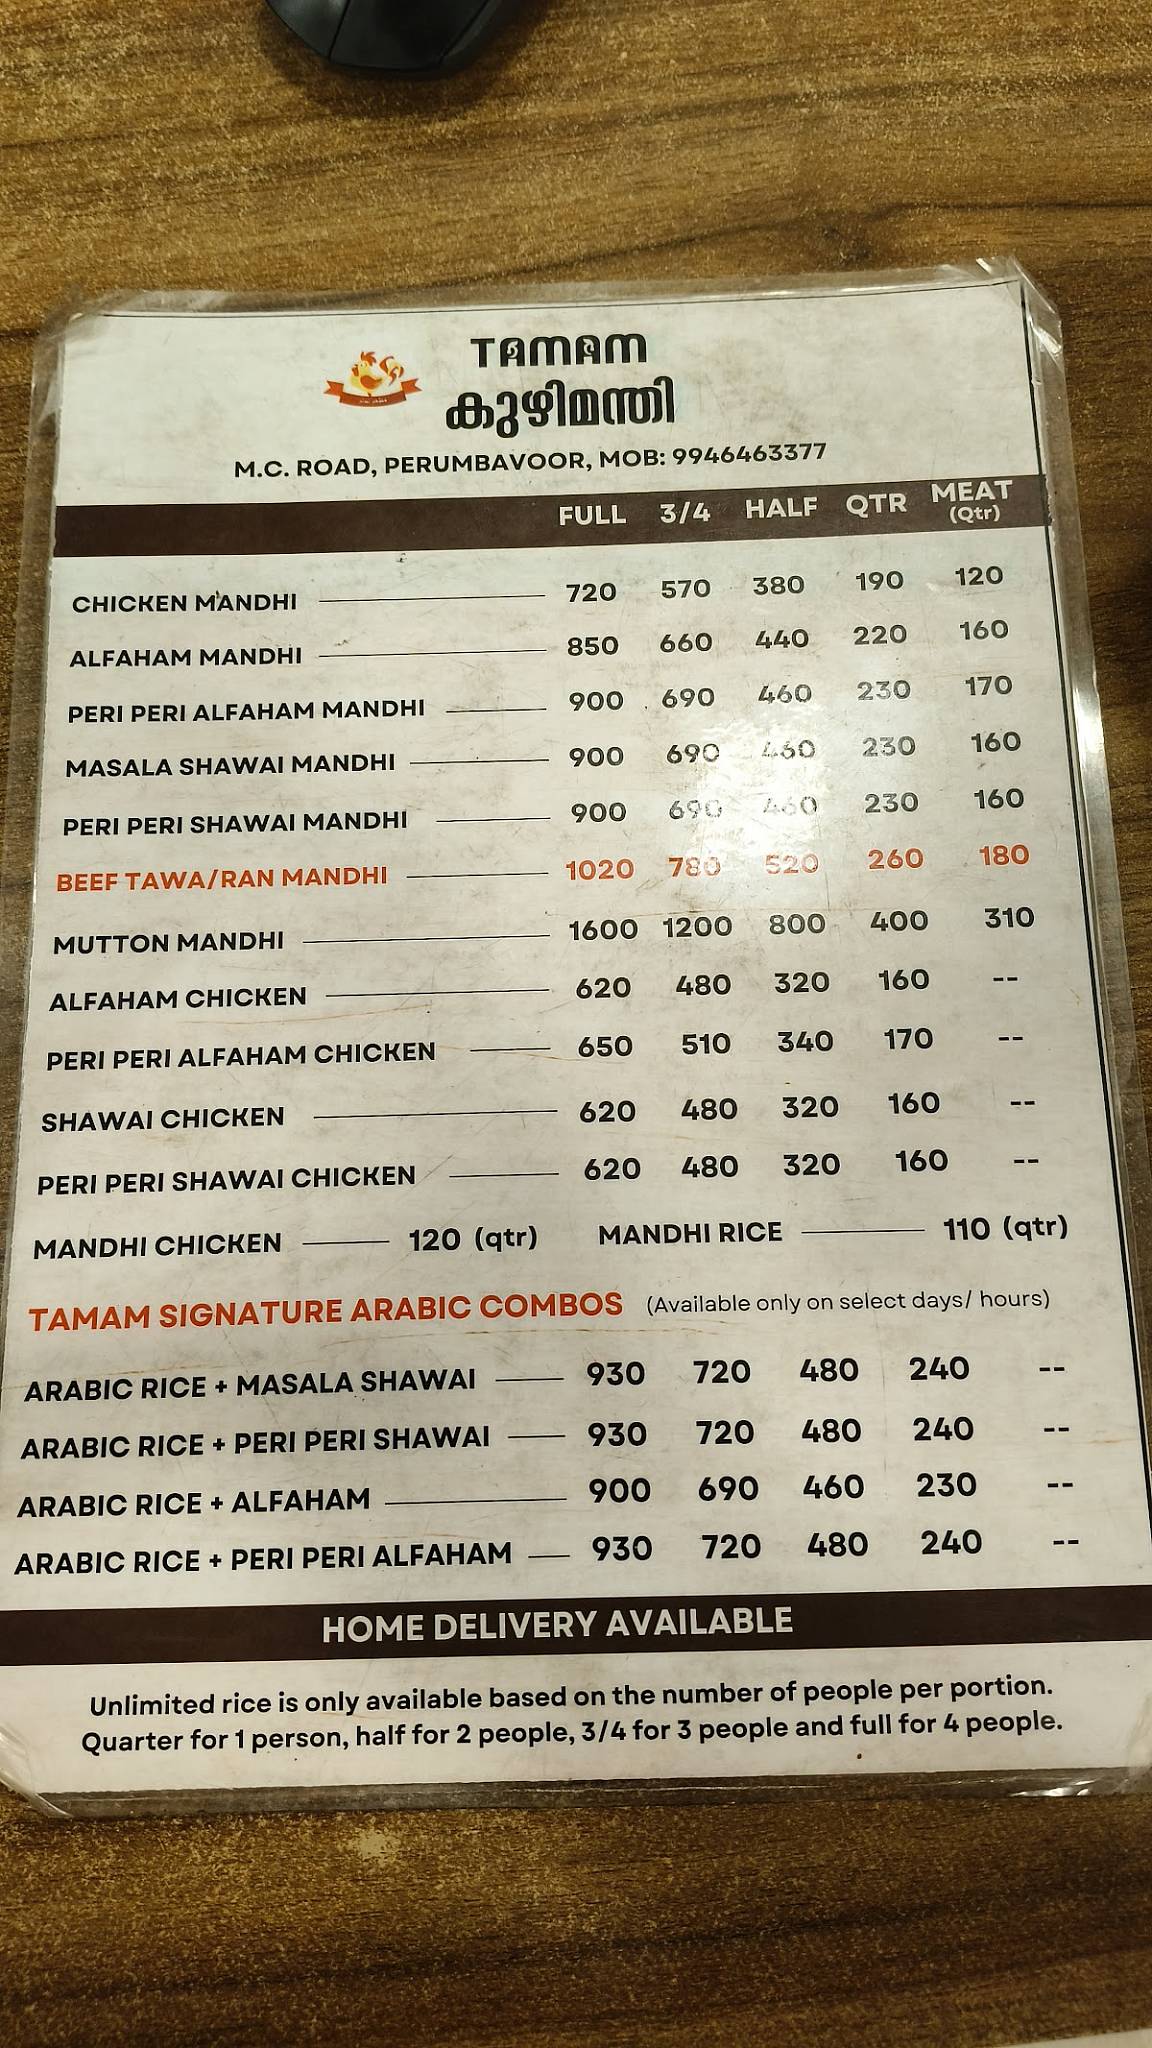 TAMAM
കുഴിമന്തി
M.C. ROAD, PERUMBAVOOR, MOB: 9946463377
FULL 3/4 HALF QTR MEAT (Qtr)
CHICKEN MANDHI 720 570 380 190 120
ALFAHAM MANDHI 850 660 440 220 160
PERI PERI ALFAHAM MANDHI 900 690 460 230 170
MASALA SHAWAI MANDHI 900 690 460 230 160
PERI PERI SHAWAI MANDHI 900 690 460 230 160
BEEF TAWA/RAN MANDHI 1020 780 520 260 180
MUTTON MANDHI 1600 1200 800 400 310
ALFAHAM CHICKEN 620 480 320 160 --
PERI PERI ALFAHAM CHICKEN 650 510 340 170 --
SHAWAI CHICKEN 620 480 320 160 --
PERI PERI SHAWAI CHICKEN 620 480 320 160 --
MANDHI CHICKEN 120 (qtr) MANDHI RICE 110 (qtr)
TAMAM SIGNATURE ARABIC COMBOS (Available only on select days/ hours)
ARABIC RICE + MASALA SHAWAI 930 720 480 240 --
ARABIC RICE + PERI PERI SHAWAI 930 720 480 240 --
ARABIC RICE + ALFAHAM 900 690 460 230 --
ARABIC RICE + PERI PERI ALFAHAM 930 720 480 240 --
HOME DELIVERY AVAILABLE
Unlimited rice is only available based on the number of people per portion.
Quarter for 1 person, half for 2 people, 3/4 for 3 people and full for 4 people.